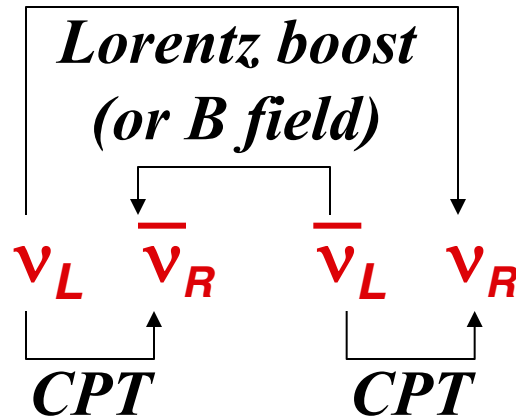 Lorentz boost
(or B field)
ν_L ν̅_R ν̅_L ν_R
CPT CPT